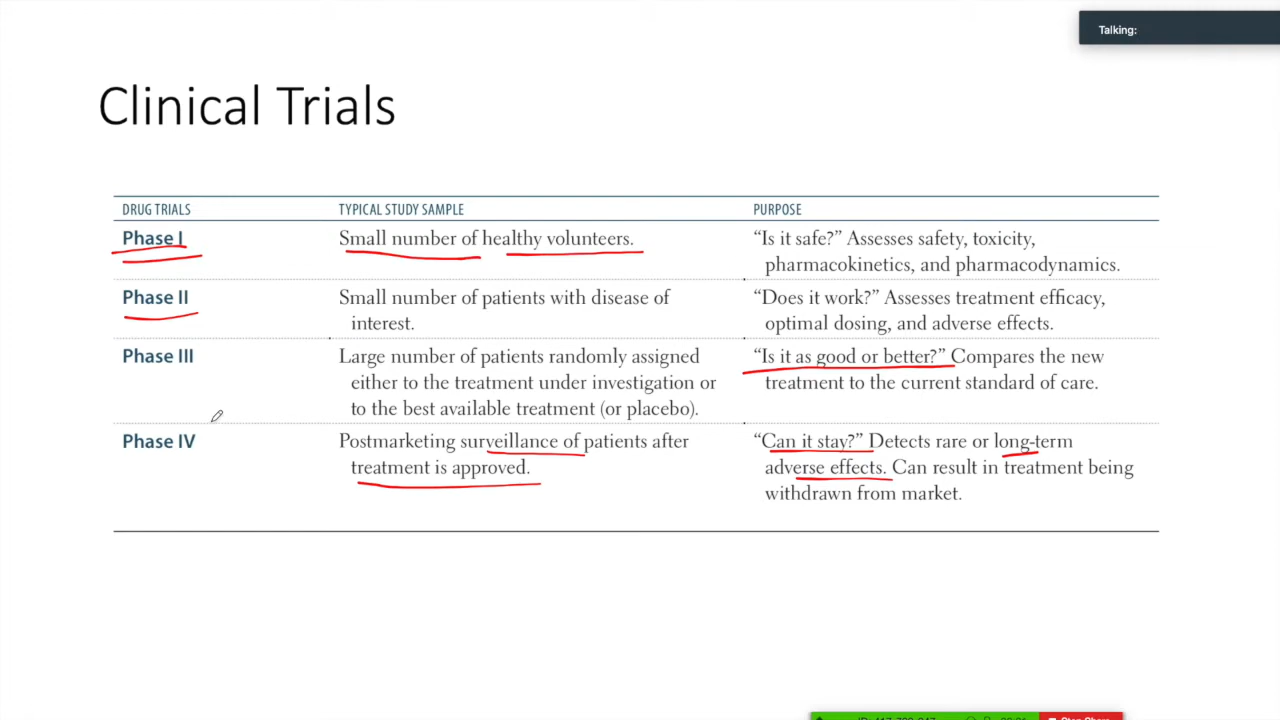 Talking:
Clinical Trials
DRUG TRIALS TYPICAL STUDY SAMPLE PURPOSE
Phase I Small number of healthy volunteers. “Is it safe?” Assesses safety, toxicity,
pharmacokinetics, and pharmacodynamics.
Phase II Small number of patients with disease of “Does it work?” Assesses treatment efficacy,
interest. optimal dosing, and adverse effects.
Phase III Large number of patients randomly assigned “Is it as good or better?” Compares the new
either to the treatment under investigation or treatment to the current standard of care.
to the best available treatment (or placebo).
Phase IV Postmarketing surveillance of patients after “Can it stay?” Detects rare or long-term
treatment is approved. adverse effects. Can result in treatment being
withdrawn from market.